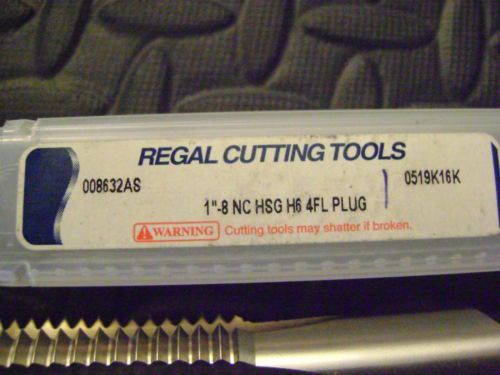 REGAL CUTTING TOOLS
008632AS
0519K16K
1"-8 NC HSG H6 4FL PLUG
WARNING Cutting tools may shatter if broken.